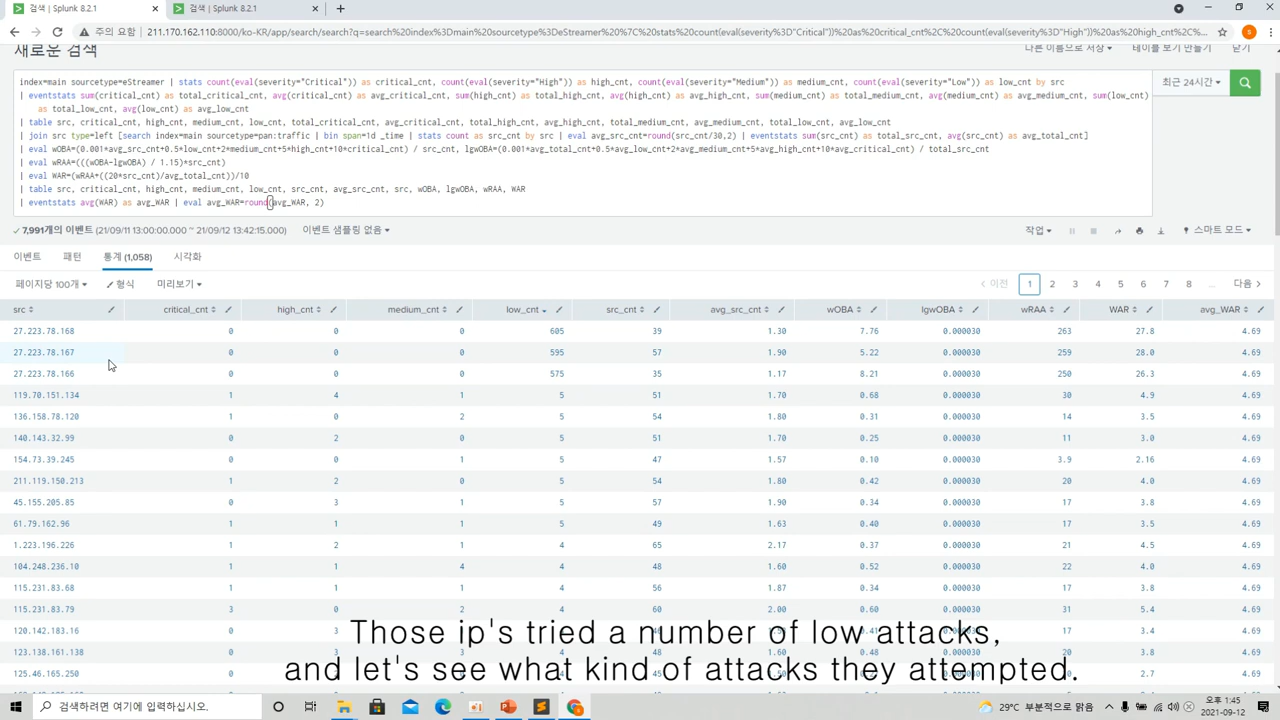 검색 | Splunk 8.2.1
검색 | Splunk 8.2.1
주의 요함 211.170.162.110:8000/ko-KR/app/search/search?q=search%20index%3Dmain%20sourcetype%3DeStreamer%20%7C%20stats%20count(eval(severity%3D"Critical"))%20as%20critical_cnt%2C%20count(eval(severity%3D"High"))%20as%20high_cnt%2C%...
새로운 검색
다른 이름으로 저장 테이블 보기 만들기 닫기
index=main sourcetype=eStreamer | stats count(eval(severity="Critical")) as critical_cnt, count(eval(severity="High")) as high_cnt, count(eval(severity="Medium")) as medium_cnt, count(eval(severity="Low")) as low_cnt by src
최근 24시간
| eventstats sum(critical_cnt) as total_critical_cnt, avg(critical_cnt) as avg_critical_cnt, sum(high_cnt) as total_high_cnt, avg(high_cnt) as avg_high_cnt, sum(medium_cnt) as total_medium_cnt, avg(medium_cnt) as avg_medium_cnt, sum(low_cnt)
as total_low_cnt, avg(low_cnt) as avg_low_cnt
| table src, critical_cnt, high_cnt, medium_cnt, low_cnt, total_critical_cnt, avg_critical_cnt, total_high_cnt, avg_high_cnt, total_medium_cnt, avg_medium_cnt, total_low_cnt, avg_low_cnt
| join src type=left [search index=main sourcetype=pan:traffic | bin span=1d _time | stats count as src_cnt by src | eval avg_src_cnt=round(src_cnt/30,2) | eventstats sum(src_cnt) as total_src_cnt, avg(src_cnt) as avg_total_cnt]
| eval wOBA=(0.001*avg_src_cnt+0.5*low_cnt+2*medium_cnt+5*high_cnt+10*critical_cnt) / src_cnt, lgwOBA=(0.001*avg_total_cnt+0.5*avg_low_cnt+2*avg_medium_cnt+5*avg_high_cnt+10*avg_critical_cnt) / total_src_cnt
| eval wRAA=(((wOBA-lgwOBA) / 1.15)*src_cnt)
| eval WAR=(wRAA+((20*src_cnt)/avg_total_cnt))/10
| table src, critical_cnt, high_cnt, medium_cnt, low_cnt, src_cnt, avg_src_cnt, src, wOBA, lgwOBA, wRAA, WAR
| eventstats avg(WAR) as avg_WAR | eval avg_WAR=round(avg_WAR, 2)
7,991개의 이벤트 (21/09/11 13:00:00.000 ~ 21/09/12 13:42:15.000) 이벤트 샘플링 없음 작업 스마트 모드
이벤트 패턴 통계 (1,058) 시각화
페이지당 100개 형식 미리보기 이전 1 2 3 4 5 6 7 8 ... 다음
src critical_cnt high_cnt medium_cnt low_cnt src_cnt avg_src_cnt wOBA lgwOBA wRAA WAR avg_WAR
27.223.78.168 0 0 0 605 39 1.30 7.76 0.000030 263 27.8 4.69
27.223.78.167 0 0 0 595 57 1.90 5.22 0.000030 259 28.0 4.69
27.223.78.166 0 0 0 575 35 1.17 8.21 0.000030 250 26.3 4.69
119.70.151.134 1 4 1 5 51 1.70 0.68 0.000030 30 4.9 4.69
136.158.78.120 1 0 2 5 54 1.80 0.31 0.000030 14 3.5 4.69
140.143.32.99 0 2 0 5 51 1.70 0.25 0.000030 11 3.0 4.69
154.73.39.245 0 0 1 5 47 1.57 0.10 0.000030 3.9 2.16 4.69
211.119.150.213 1 2 0 5 54 1.80 0.42 0.000030 20 4.0 4.69
45.155.205.85 0 3 1 5 57 1.90 0.34 0.000030 17 3.8 4.69
61.79.162.96 1 1 1 5 49 1.63 0.40 0.000030 17 3.5 4.69
1.223.196.226 1 2 1 4 65 2.17 0.37 0.000030 21 4.5 4.69
104.248.236.10 1 1 4 4 48 1.60 0.52 0.000030 22 4.0 4.69
115.231.83.68 1 1 1 4 56 1.87 0.34 0.000030 17 3.8 4.69
115.231.83.79 3 0 2 4 60 2.00 0.60 0.000030 31 5.4 4.69
120.142.183.16 3 4.69
123.138.161.138 3 4.69
125.46.165.250 2.7 4.69
Those ip's tried a number of low attacks,
and let's see what kind of attacks they attempted.
검색하려면 여기에 입력하십시오.
29°C 부분적으로 맑음
오후 1:45
2021-09-12